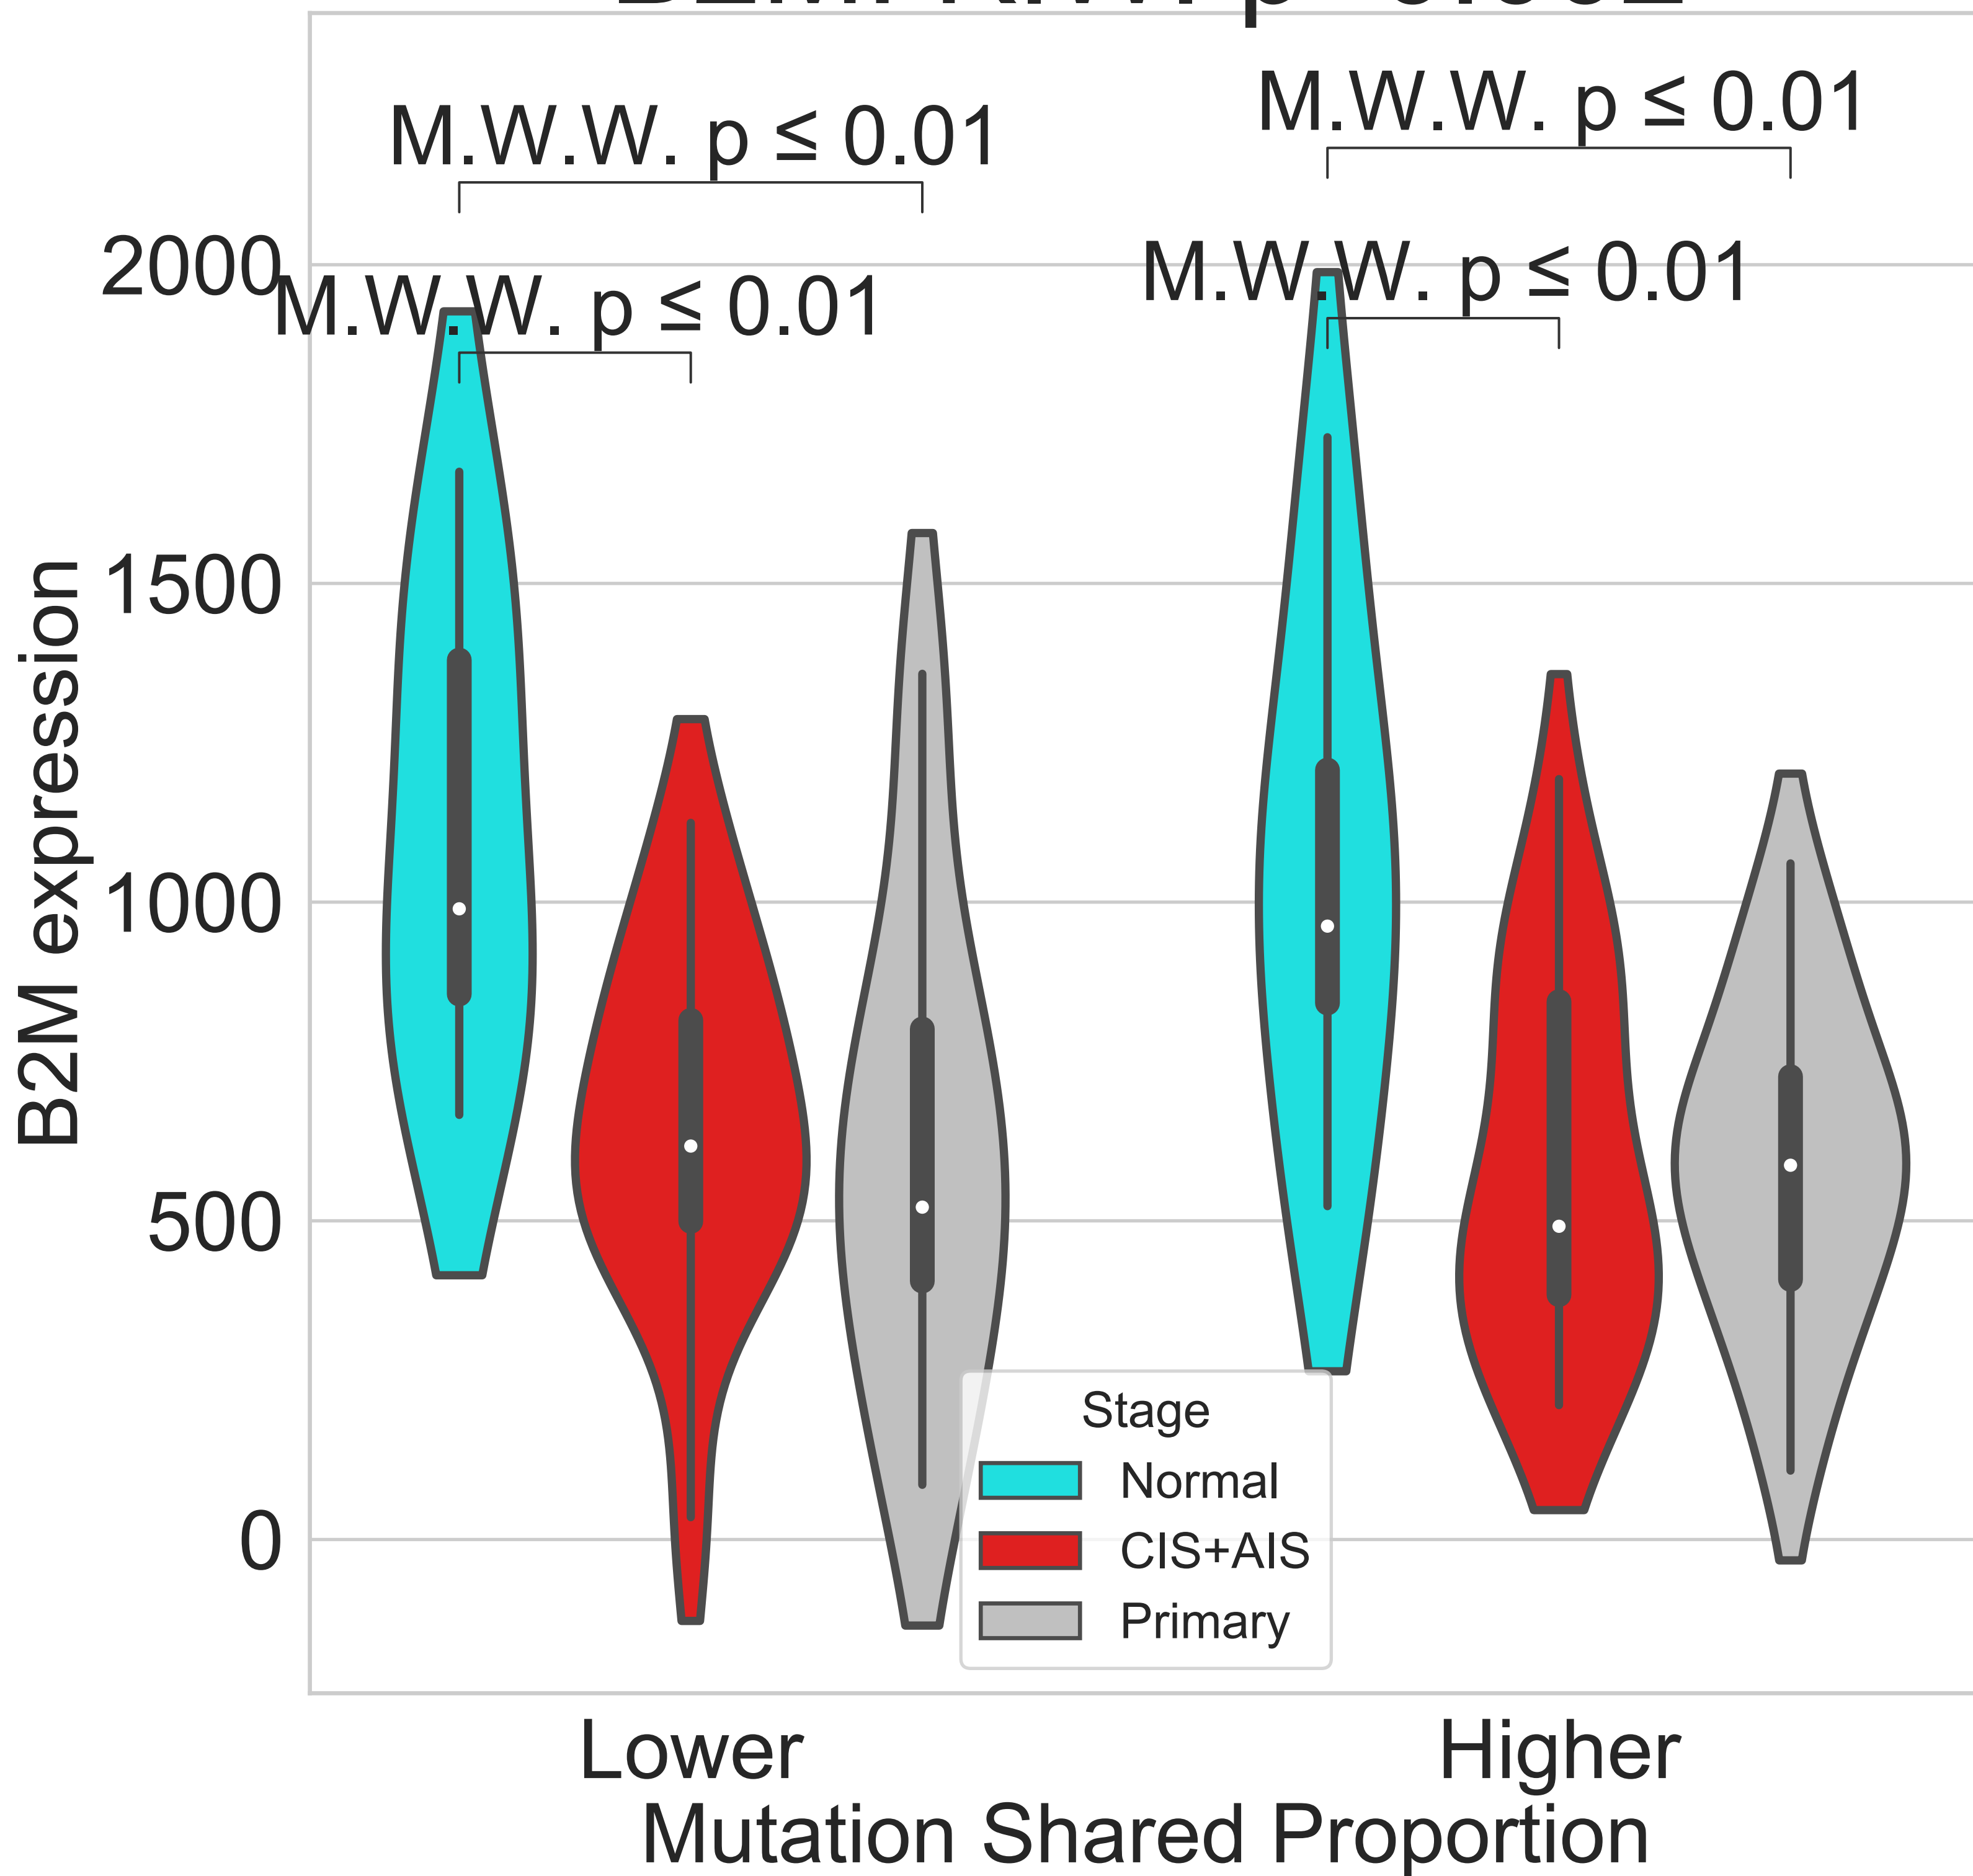 M.W.W. p ≤ 0.01
M.W.W. p ≤ 0.01
M.W.W. p ≤ 0.01
M.W.W. p ≤ 0.01
2000
1500
1000
500
0
B2M expression
Stage
Normal
CIS+AIS
Primary
Lower
Higher
Mutation Shared Proportion